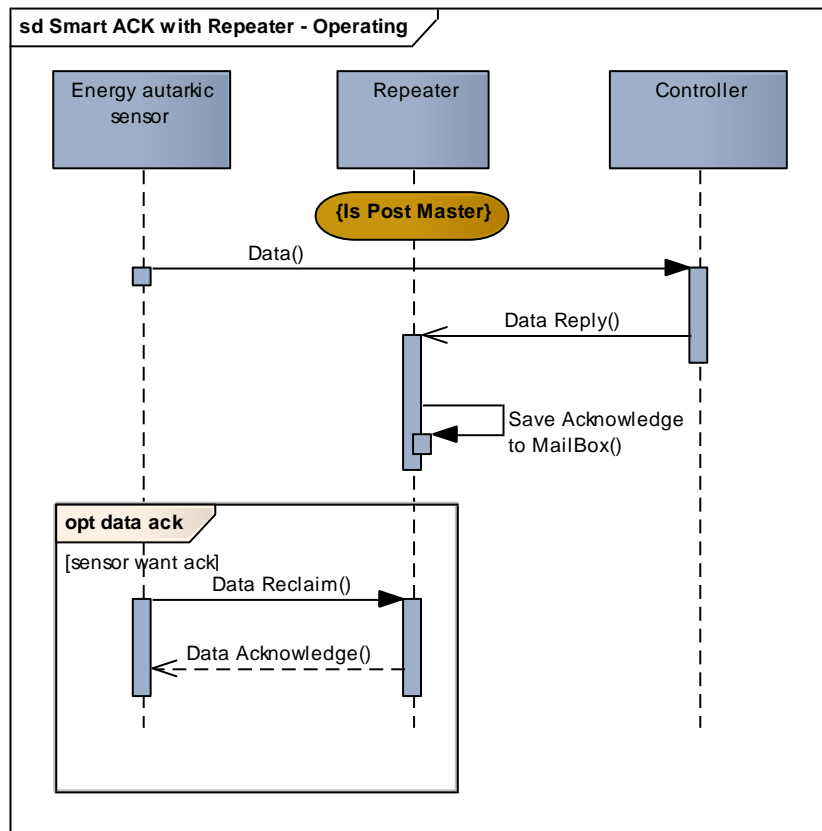 sd Smart ACK with Repeater - Operating
Energy autarkic
sensor
Repeater
Controller
{Is Post Master}
Data()
Data Reply()
Save Acknowledge
to MailBox()
opt data ack
[sensor want ack]
Data Reclaim()
Data Acknowledge()